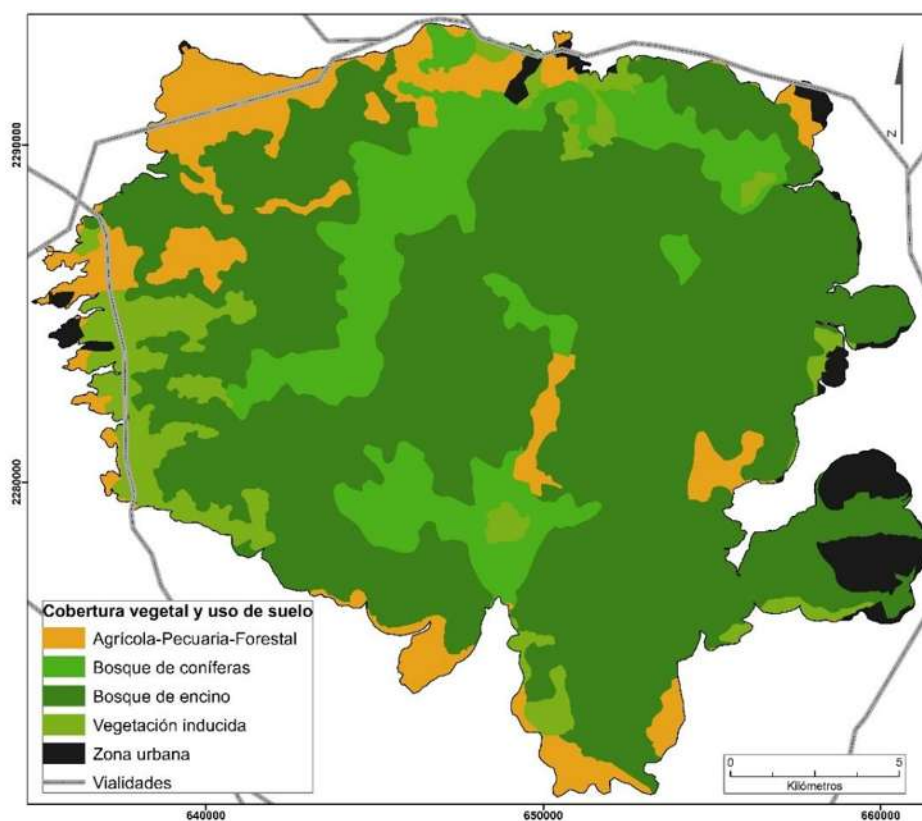 2290000
2280000
N
Cobertura vegetal y uso de suelo
Agrícola-Pecuaria-Forestal
Bosque de coníferas
Bosque de encino
Vegetación inducida
Zona urbana
Vialidades
0 5
Kilómetros
640000 650000 660000